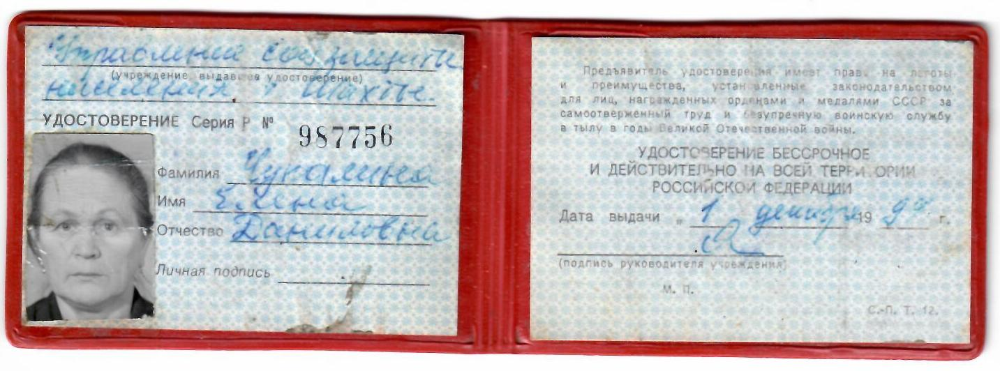 Управление соцзащиты
(учреждение, выдавшее удостоверение)
населения г. Шахты.
УДОСТОВЕРЕНИЕ Серия Р № 987756
Фамилия Чукалина
Имя Елена
Отчество Даниловна
Личная подпись
Предъявитель удостоверения имеет право на льготы
и преимущества, установленные законодательством
для лиц, награжденных орденами и медалями СССР за
самоотверженный труд и безупречную воинскую службу
в тылу в годы Великой Отечественной войны.
УДОСТОВЕРЕНИЕ БЕССРОЧНОЕ
И ДЕЙСТВИТЕЛЬНО НА ВСЕЙ ТЕРРИТОРИИ
РОССИЙСКОЙ ФЕДЕРАЦИИ
Дата выдачи „ 1 декабря 19 г.
(подпись руководителя учреждения)
М. П.
С.-П. Т. 12.